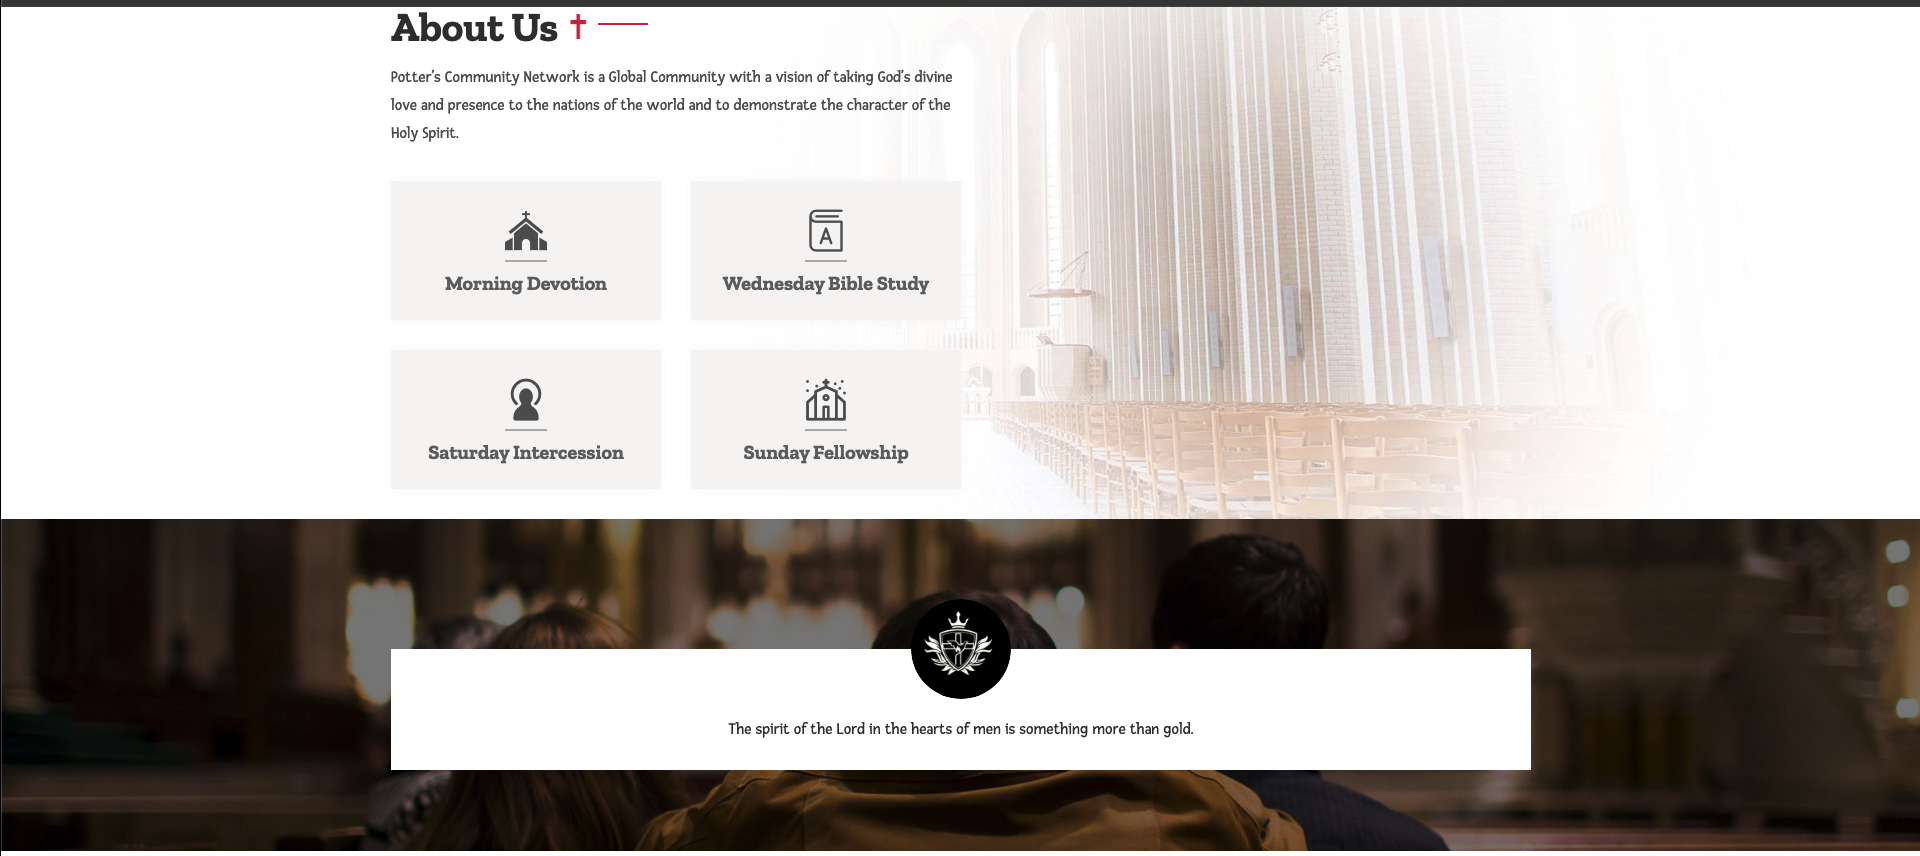 About Us
Potter's Community Network is a Global Community with a vision of taking God's divine
love and presence to the nations of the world and to demonstrate the character of the
Holy Spirit.
Morning Devotion
A
Wednesday Bible Study
Saturday Intercession
Sunday Fellowship
The spirit of the Lord in the hearts of men is something more than gold.